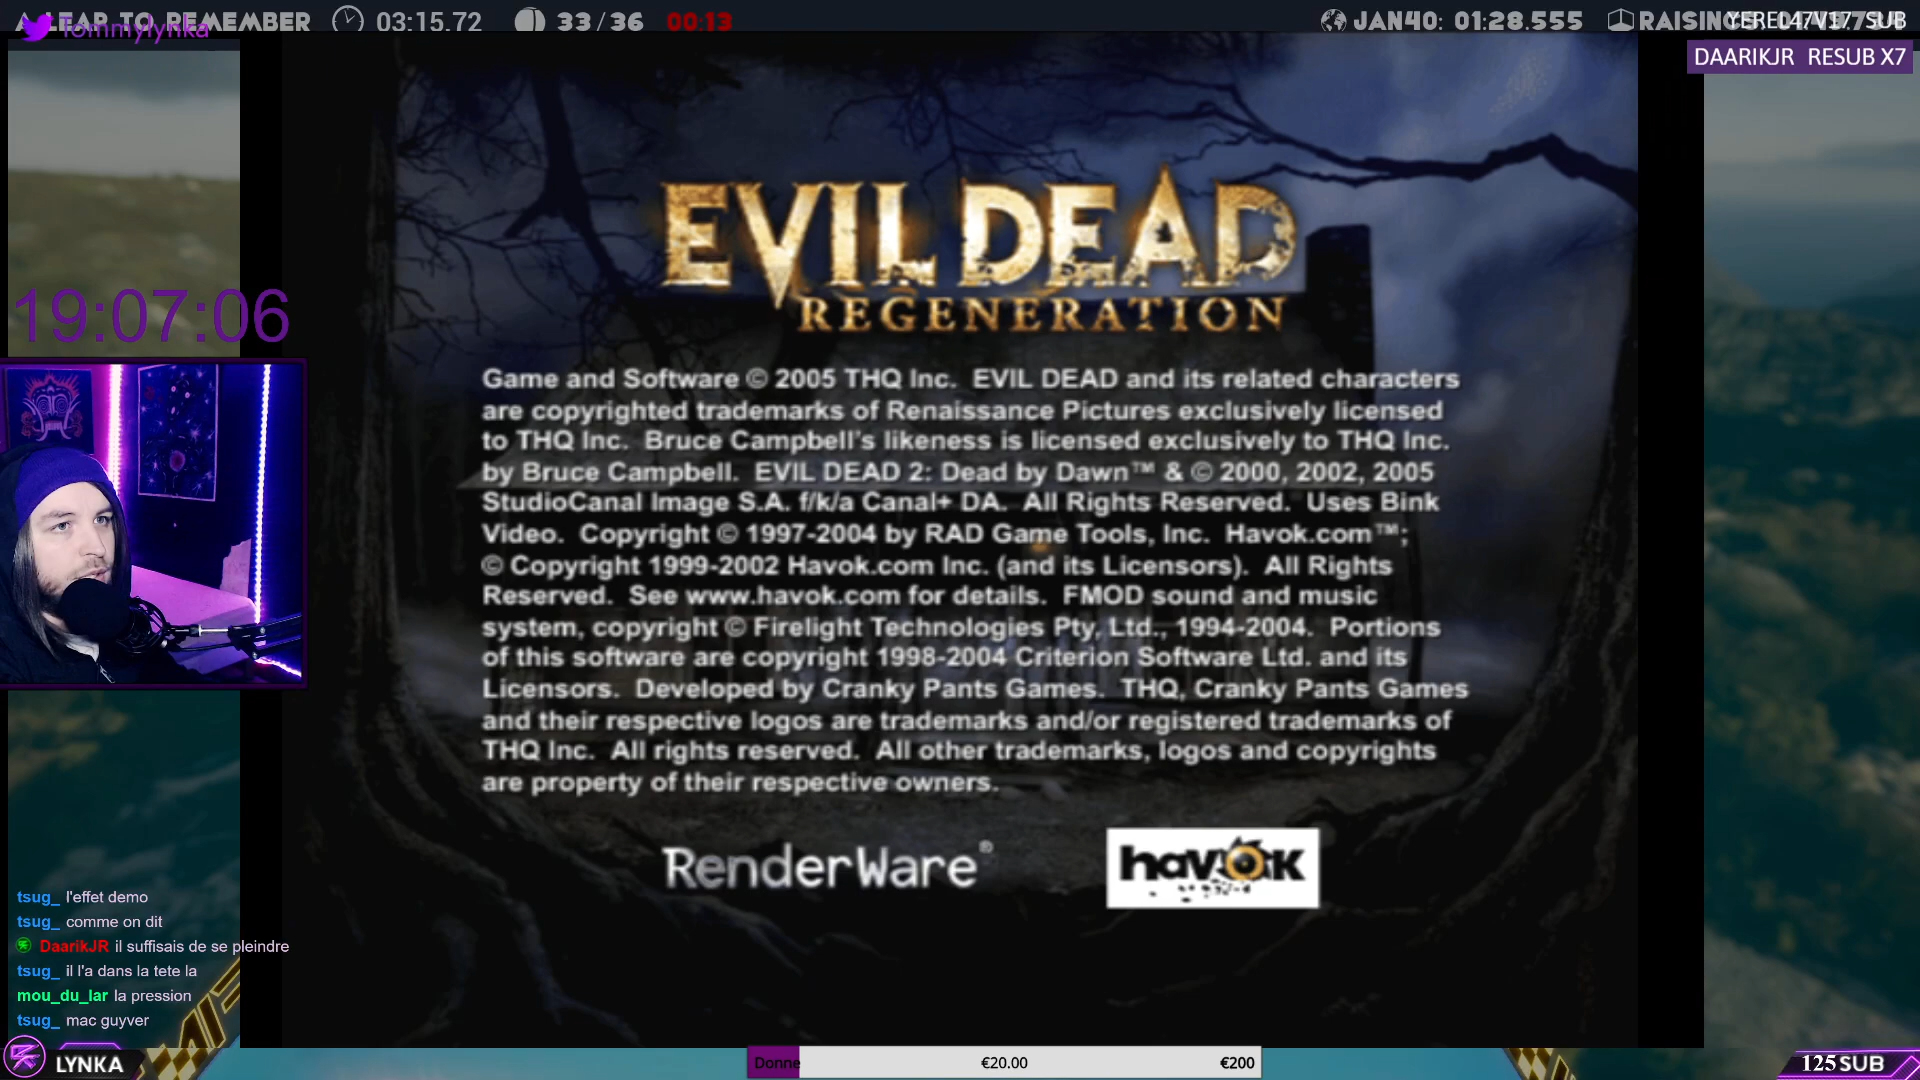 A LEAP TO REMEMBER 03:15.72 33/36 00:13 JAN40: 01:28.555
Tommylynka
YEREL47V17 SUB
DAARIKJR RESUB X7
EVIL DEAD
REGENERATION
19:07:06
Game and Software © 2005 THQ Inc. EVIL DEAD and its related characters
are copyrighted trademarks of Renaissance Pictures exclusively licensed
to THQ Inc. Bruce Campbell's likeness is licensed exclusively to THQ Inc.
by Bruce Campbell. EVIL DEAD 2: Dead by Dawn™ & © 2000, 2002, 2005
StudioCanal Image S.A. f/k/a Canal+ DA. All Rights Reserved. Uses Bink
Video. Copyright © 1997-2004 by RAD Game Tools, Inc. Havok.com™;
© Copyright 1999-2002 Havok.com Inc. (and its Licensors). All Rights
Reserved. See www.havok.com for details. FMOD sound and music
system, copyright © Firelight Technologies Pty, Ltd., 1994-2004. Portions
of this software are copyright 1998-2004 Criterion Software Ltd. and its
Licensors. Developed by Cranky Pants Games. THQ, Cranky Pants Games
and their respective logos are trademarks and/or registered trademarks of
THQ Inc. All rights reserved. All other trademarks, logos and copyrights
are property of their respective owners.
RenderWare®
havok
tsug_ l'effet demo
tsug_ comme on dit
DaarikJR il suffisais de se pleindre
tsug_ il l'a dans la tete la
mou_du_lar la pression
tsug_ mac guyver
LYNKA
Donne €20.00 €200
125 SUB